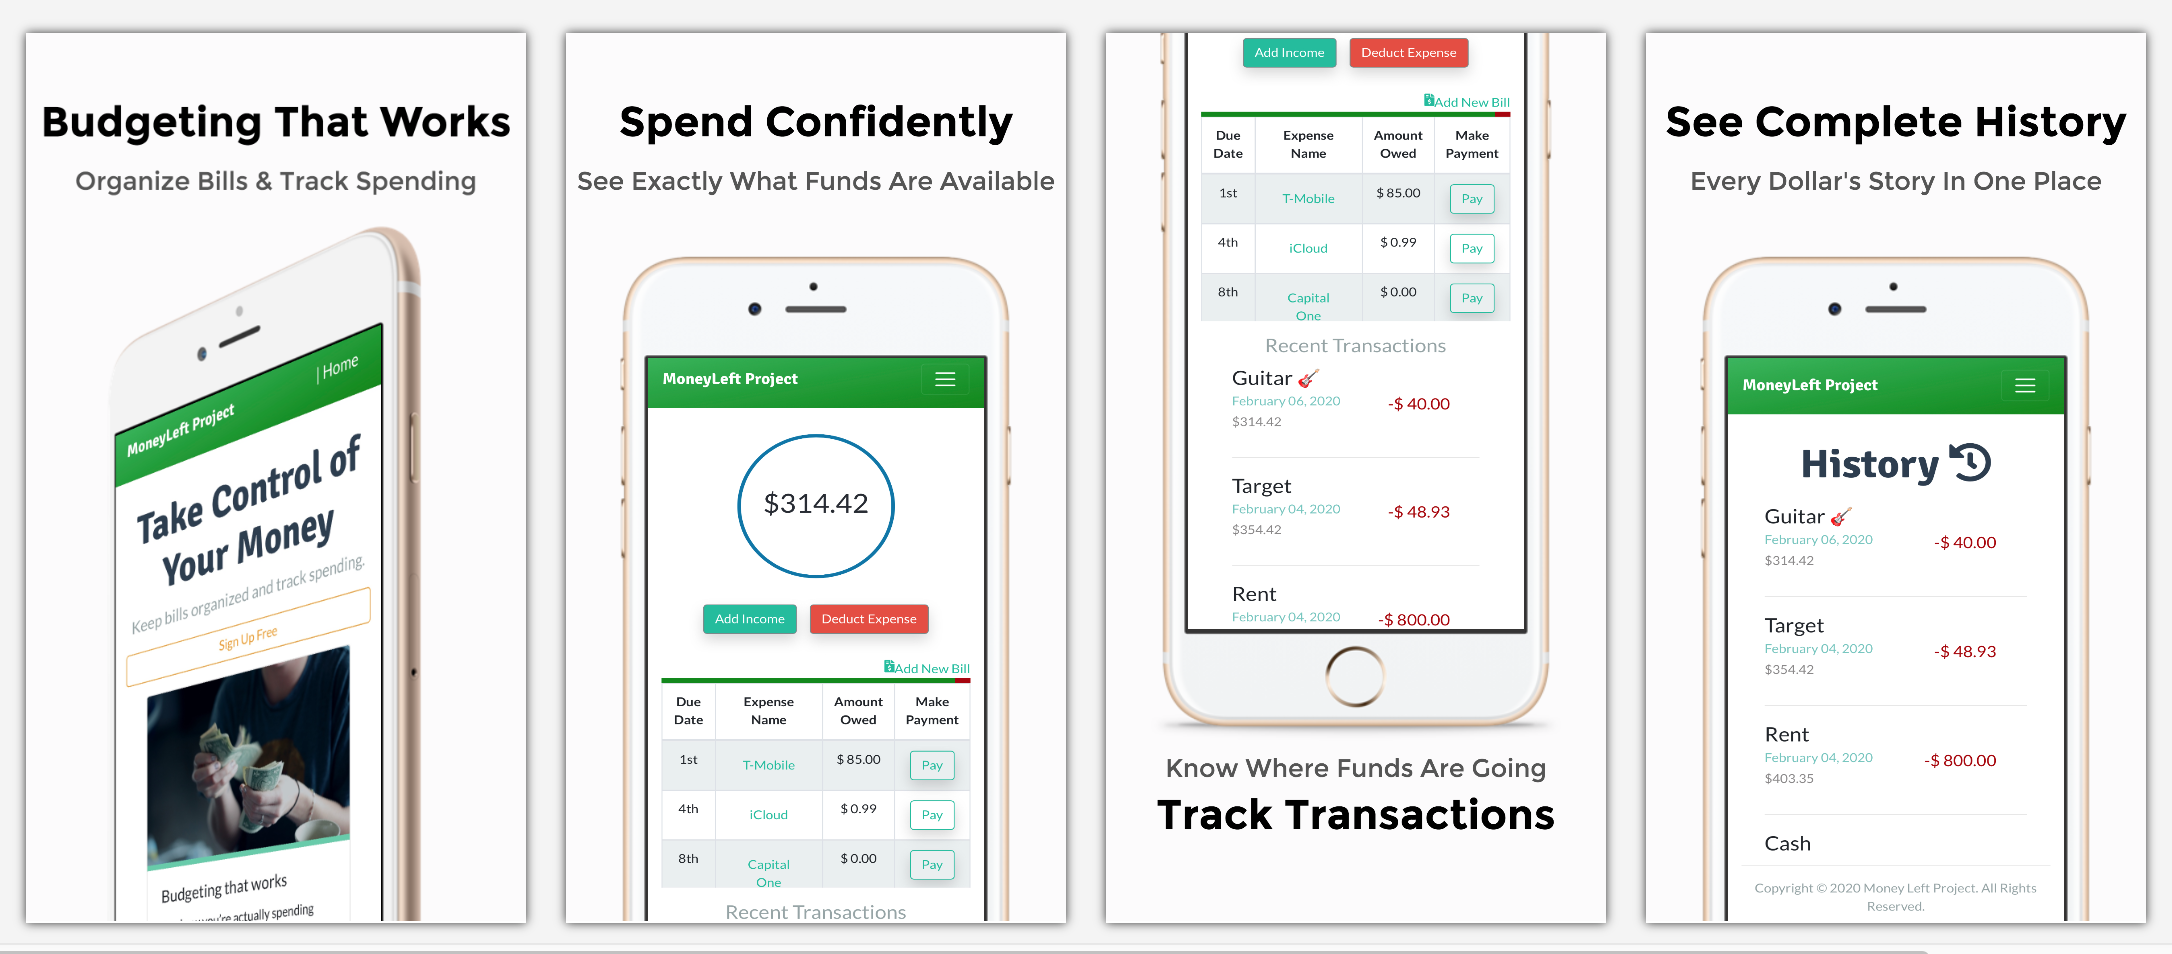 Budgeting That Works
Organize Bills & Track Spending
| Home
MoneyLeft Project
Take Control of
Your Money
Keep bills organized and track spending.
Sign Up Free
Budgeting that works
you're actually spending
Spend Confidently
See Exactly What Funds Are Available
MoneyLeft Project
$314.42
Add Income Deduct Expense
Add New Bill
Due Date Expense Name Amount Owed Make Payment
1st T-Mobile $ 85.00 Pay
4th iCloud $ 0.99 Pay
8th Capital One $ 0.00 Pay
Recent Transactions
Add Income Deduct Expense
Add New Bill
Due Date Expense Name Amount Owed Make Payment
1st T-Mobile $ 85.00 Pay
4th iCloud $ 0.99 Pay
8th Capital One $ 0.00 Pay
Recent Transactions
Guitar 🎸
February 06, 2020 -$ 40.00
$314.42
Target
February 04, 2020 -$ 48.93
$354.42
Rent
February 04, 2020 -$ 800.00
Know Where Funds Are Going
Track Transactions
See Complete History
Every Dollar's Story In One Place
MoneyLeft Project
History
Guitar 🎸
February 06, 2020 -$ 40.00
$314.42
Target
February 04, 2020 -$ 48.93
$354.42
Rent
February 04, 2020 -$ 800.00
$403.35
Cash
Copyright © 2020 Money Left Project. All Rights
Reserved.